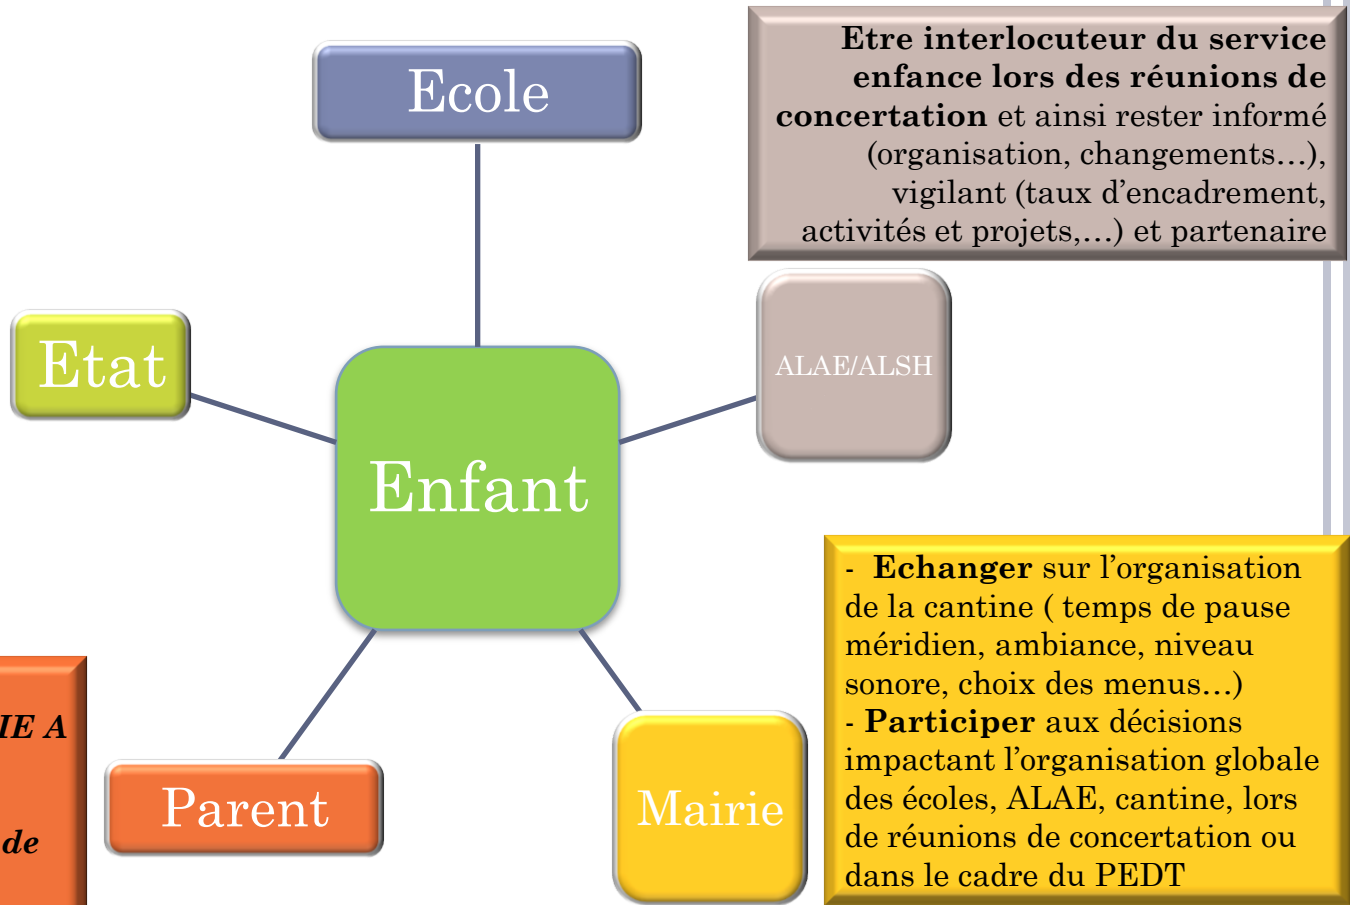 Ecole
Etre interlocuteur du service
enfance lors des réunions de
concertation et ainsi rester informé
(organisation, changements…),
vigilant (taux d’encadrement,
activités et projets,…) et partenaire
Etat
ALAE/ALSH
Enfant
- Echanger sur l’organisation
de la cantine ( temps de pause
méridien, ambiance, niveau
sonore, choix des menus…)
- Participer aux décisions
impactant l’organisation globale
des écoles, ALAE, cantine, lors
de réunions de concertation ou
dans le cadre du PEDT
IE A
de
Parent
Mairie